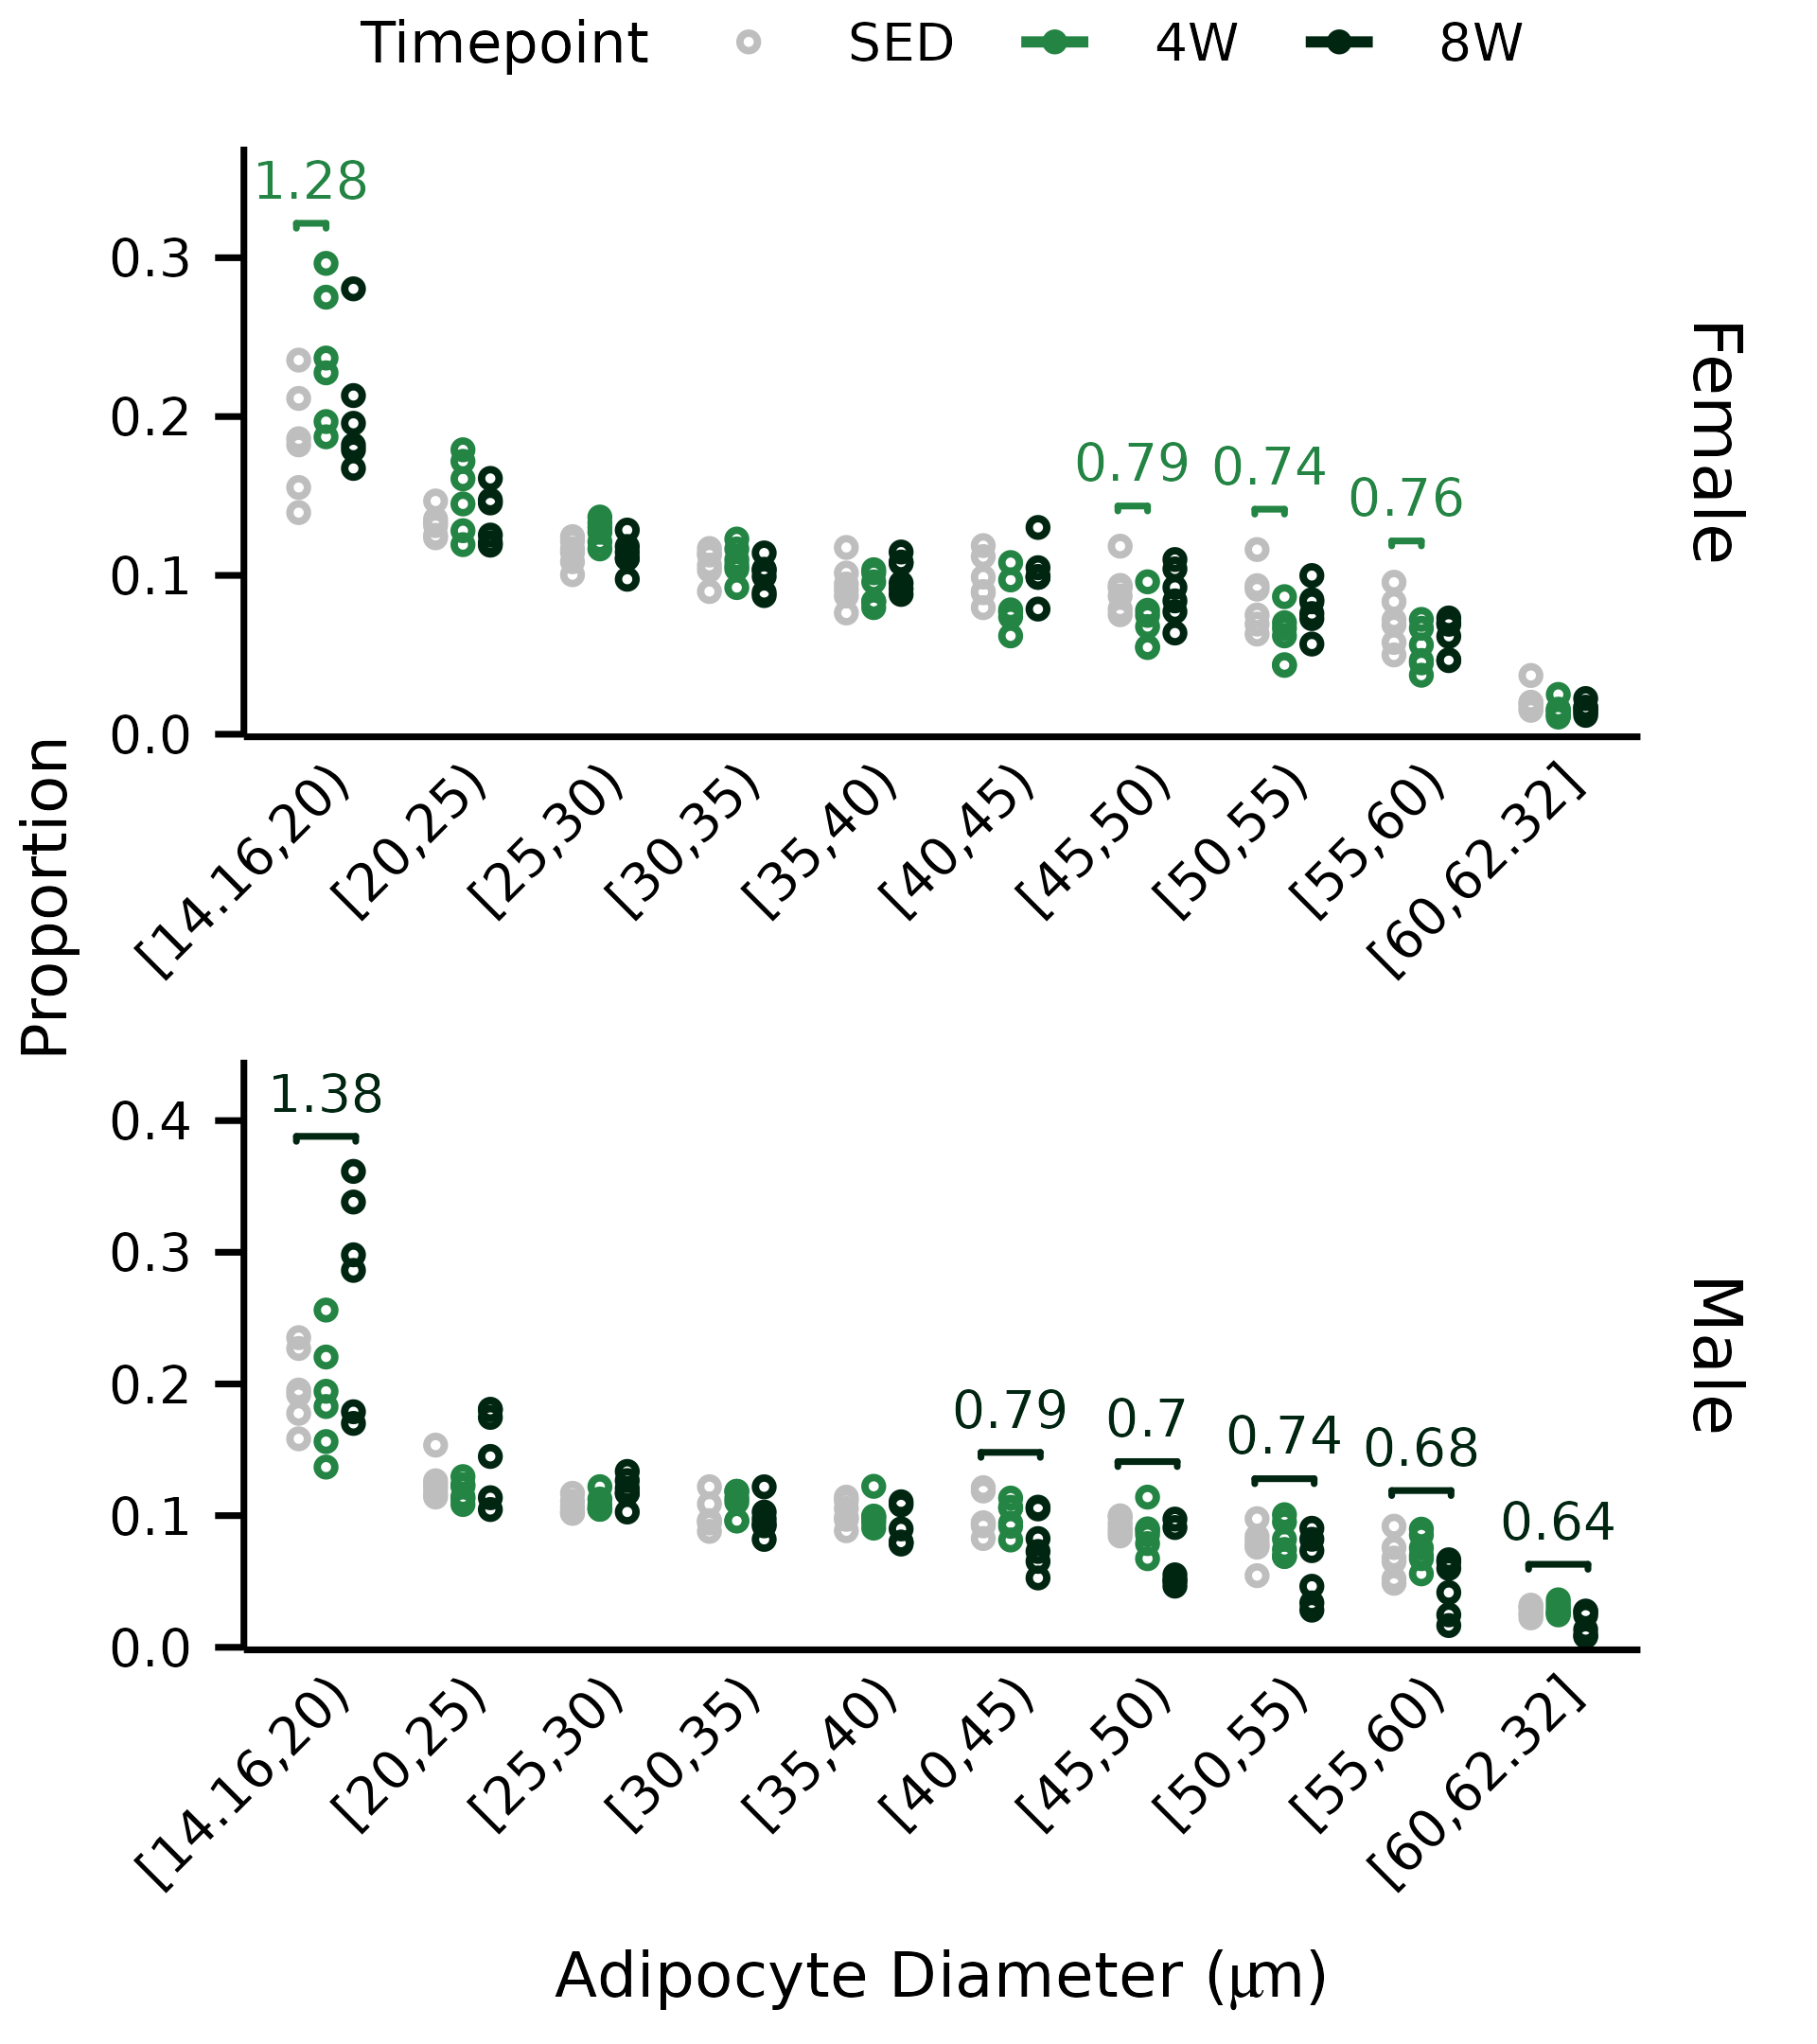 Timepoint SED 4W 8W
1.28
0.3
0.2
0.1
0.0
0.79 0.74 0.76
Female
[14.16,20) [20,25) [25,30) [30,35) [35,40) [40,45) [45,50) [50,55) [55,60) [60,62.32]
Proportion
1.38
0.4
0.3
0.2
0.1
0.0
0.79 0.7 0.74 0.68 0.64
Male
[14.16,20) [20,25) [25,30) [30,35) [35,40) [40,45) [45,50) [50,55) [55,60) [60,62.32]
Adipocyte Diameter (μm)